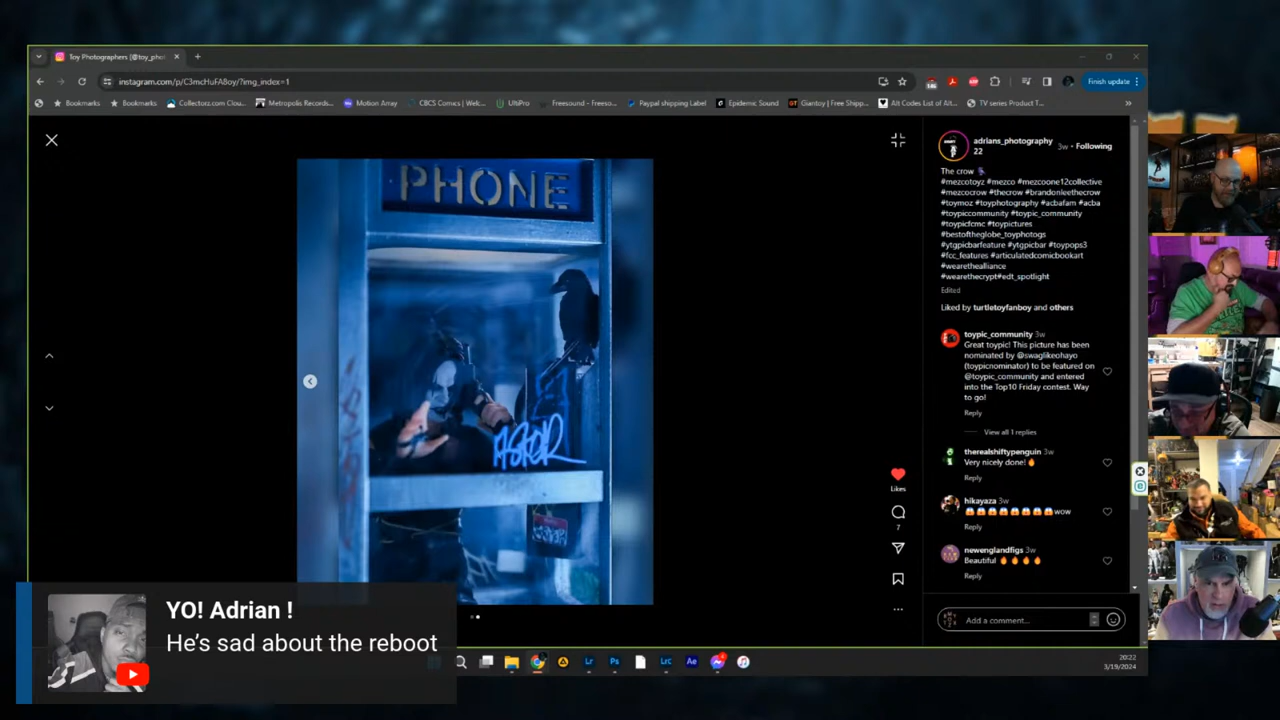 Toy Photographers (@toy_phot
instagram.com/p/C3mcHuFA8oy/?img_index=1
Finish update
Bookmarks
Bookmarks
Collectorz.com Clou...
Metropolis Records...
Motion Array
CBCS Comics | Welc...
UltiPro
Freesound - Freeso...
Paypal shipping Label
Epidemic Sound
Giantoy | Free Shipp...
Alt Codes List of Alt...
TV series Product T...
PHONE
ASTOR
adrians_photography
22
3w • Following
The crow
#mezcotoyz #mezco #mezcoone12collective
#mezcocrow #thecrow #brandonleethecrow
#toymoz #toyphotography #acbafam #acba
#toypiccommunity #toypic_community
#toypicfcmc #toypictures
#bestoftheglobe_toyphotogs
#ytgpicbarfeature #ytgpicbar #toypops3
#fcc_features #articulatedcomicbookart
#wearethealliance
#wearethecrypt#edt_spotlight
Edited
Liked by turtletoyfanboy and others
toypic_community 3w
Great toypic! This picture has been
nominated by @swaglikeohayo
(toypicnominator) to be featured on
@toypic_community and entered
into the Top10 Friday contest. Way
to go!
Reply
View all 1 replies
therealshiftypenguin 3w
Very nicely done! 🔥
Reply
hikayaza 3w
😱😱😱😱😱😱😱😱wow
Reply
newenglandfigs 3w
Beautiful 🔥🔥🔥🔥
Reply
Likes
7
Add a comment...
YO! Adrian !
He's sad about the reboot
Lr
Ps
Lrc
Ae
20:22
3/19/2024